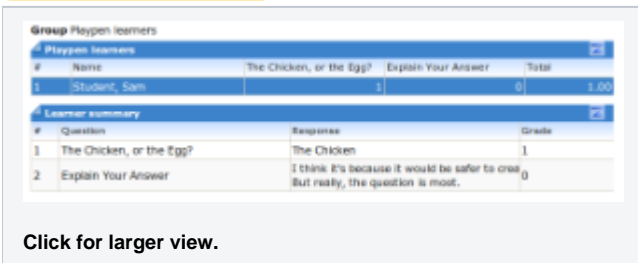 Group Playpen learners
Playpen learners
# Name The Chicken, or the Egg? Explain Your Answer Total
1 Student, Sam 1 0 1.00
Learner summary
# Question Response Grade
1 The Chicken, or the Egg? The Chicken 1
2 Explain Your Answer I think it's because it would be safer to crea 0
But really, the question is most.
Click for larger view.